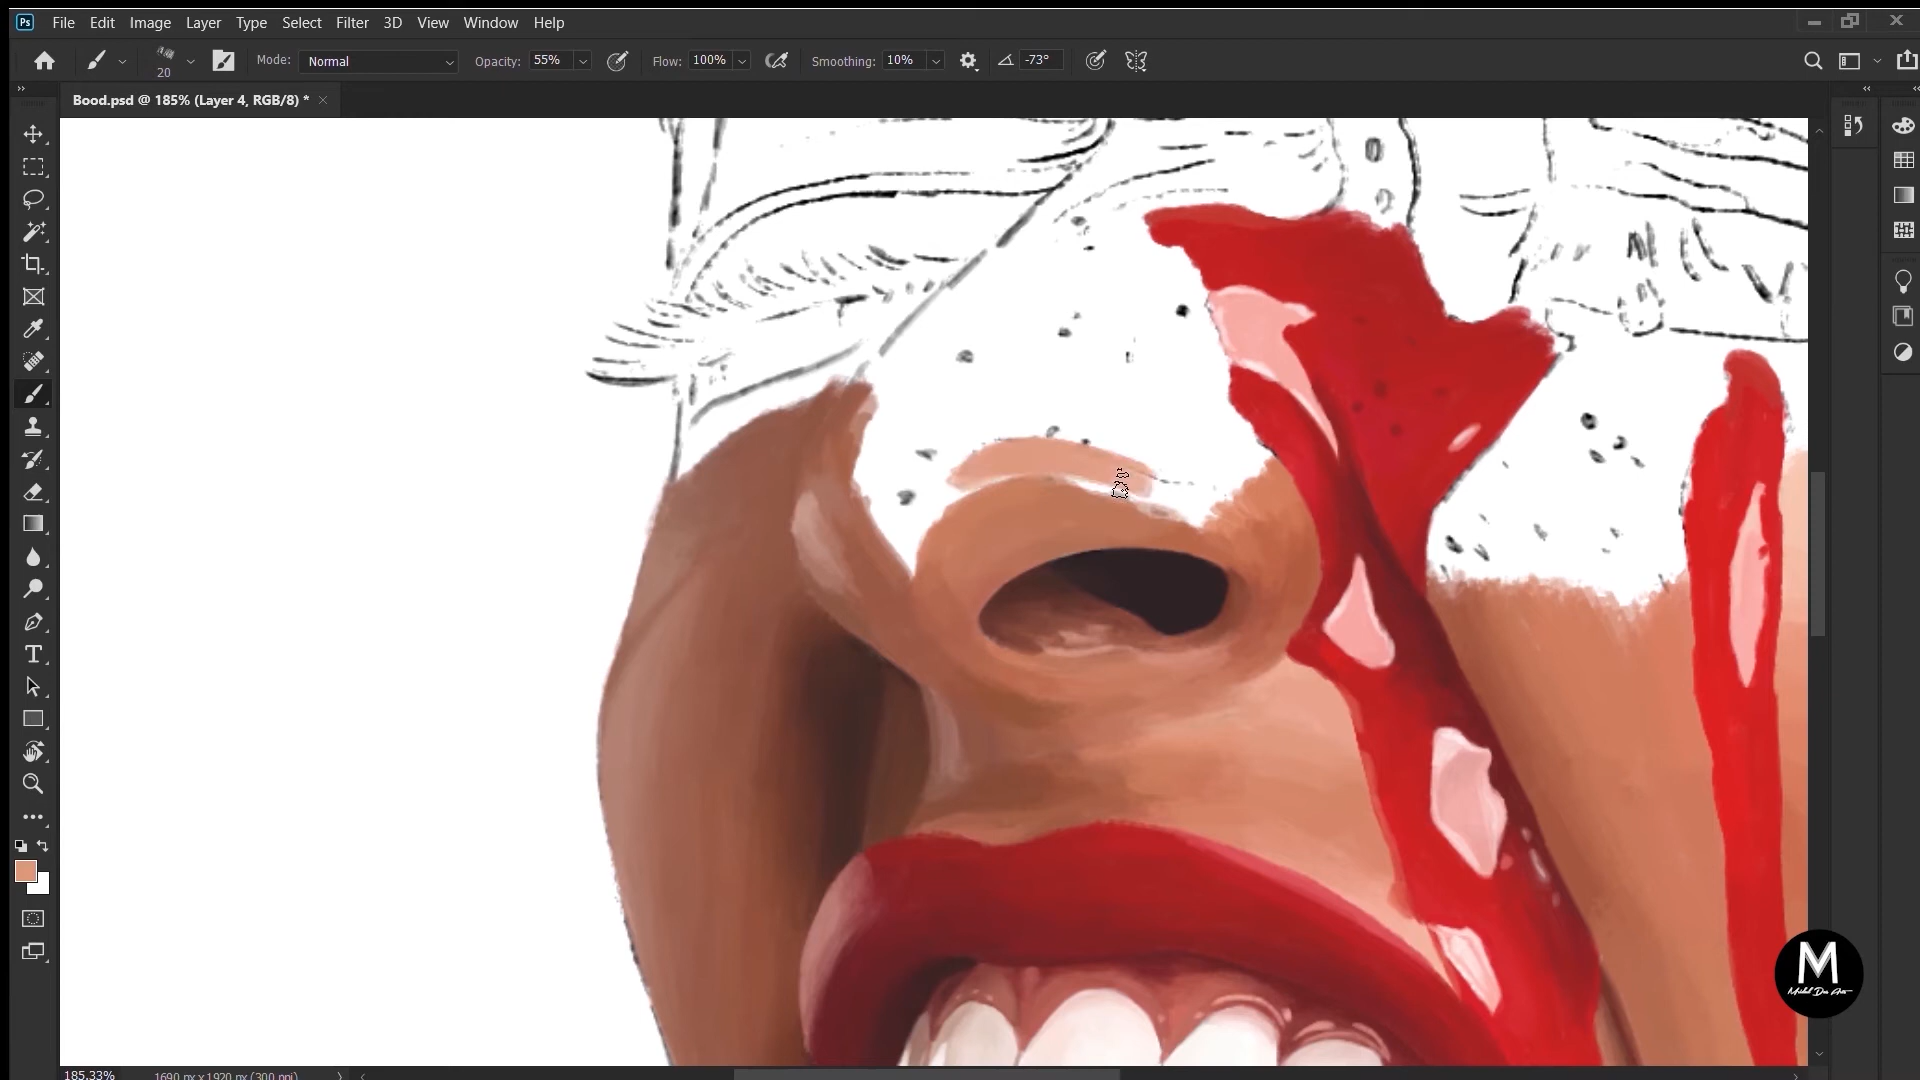 Ps File Edit Image Layer Type Select Filter 3D View Window Help
20 Mode: Normal Opacity: 55% Flow: 100% Smoothing: 10% -73°
Bood.psd @ 185% (Layer 4, RGB/8) *
M
185.33% 1690 px x 1920 px (300 ppi)